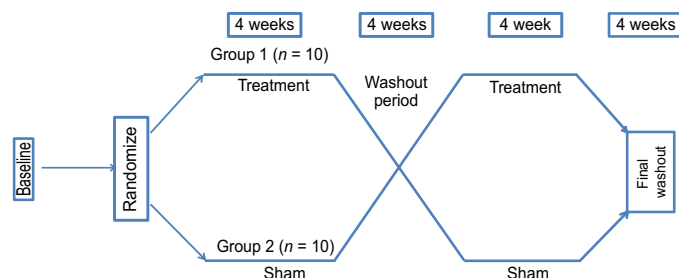 4 weeks
4 weeks
4 week
4 weeks
Group 1 (n = 10)
Treatment
Washout
period
Treatment
Baseline
Randomize
Final
washout
Group 2 (n = 10)
Sham
Sham